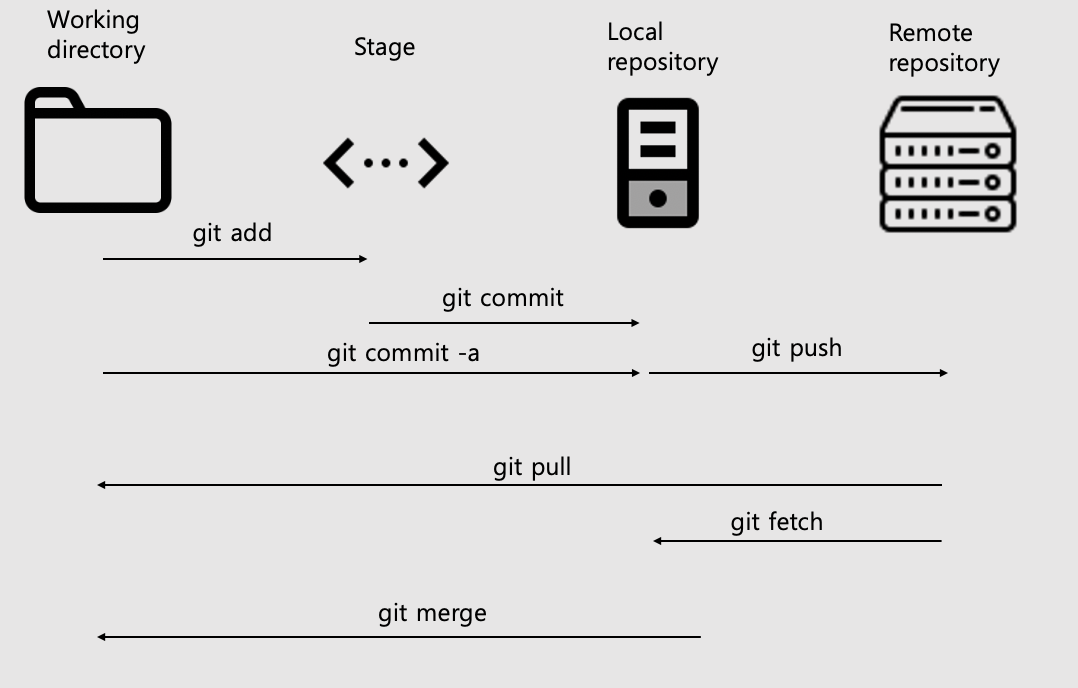 Working
directory
Stage
Local
repository
Remote
repository
git add
git commit
git commit -a
git push
git pull
git fetch
git merge